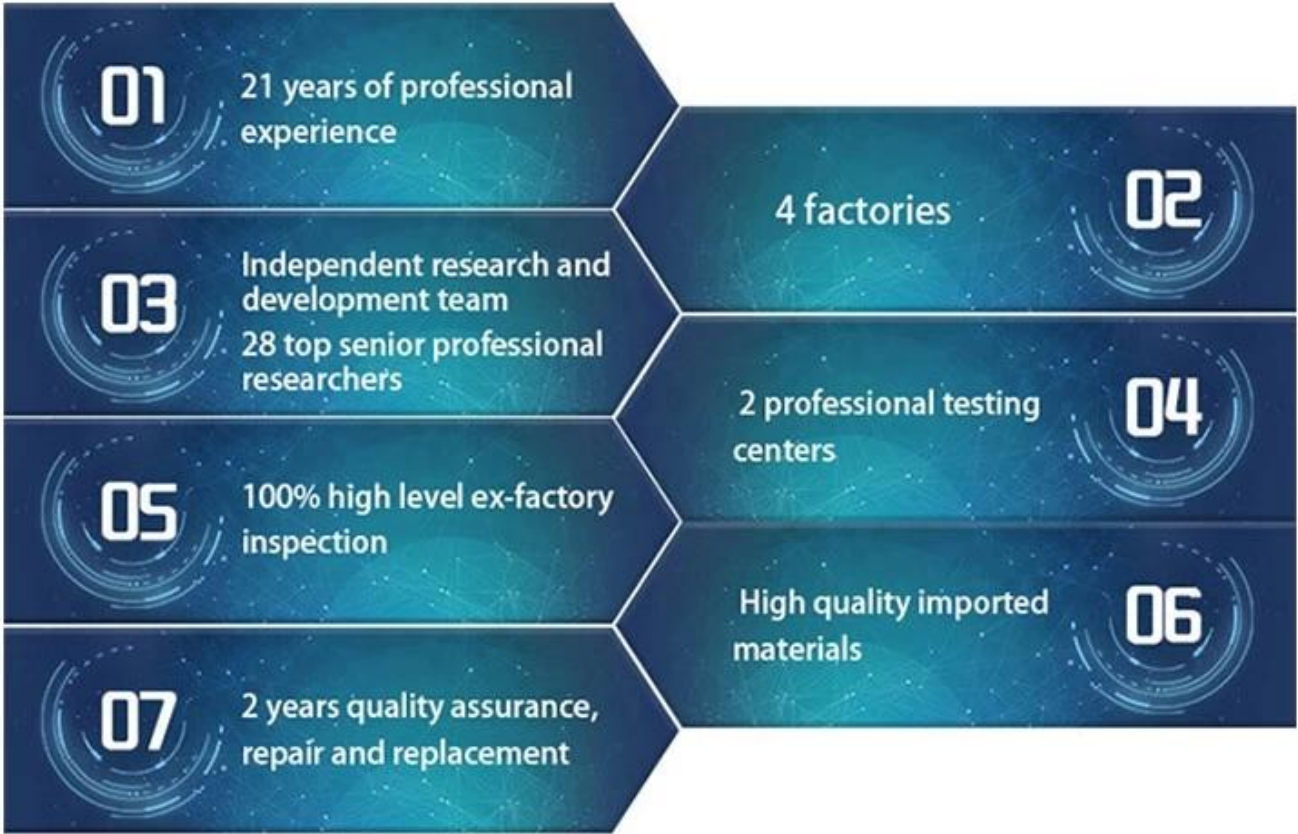 01
21 years of professional
experience
02
4 factories
03
Independent research and
development team
28 top senior professional
researchers
04
2 professional testing
centers
05
100% high level ex-factory
inspection
06
High quality imported
materials
07
2 years quality assurance,
repair and replacement